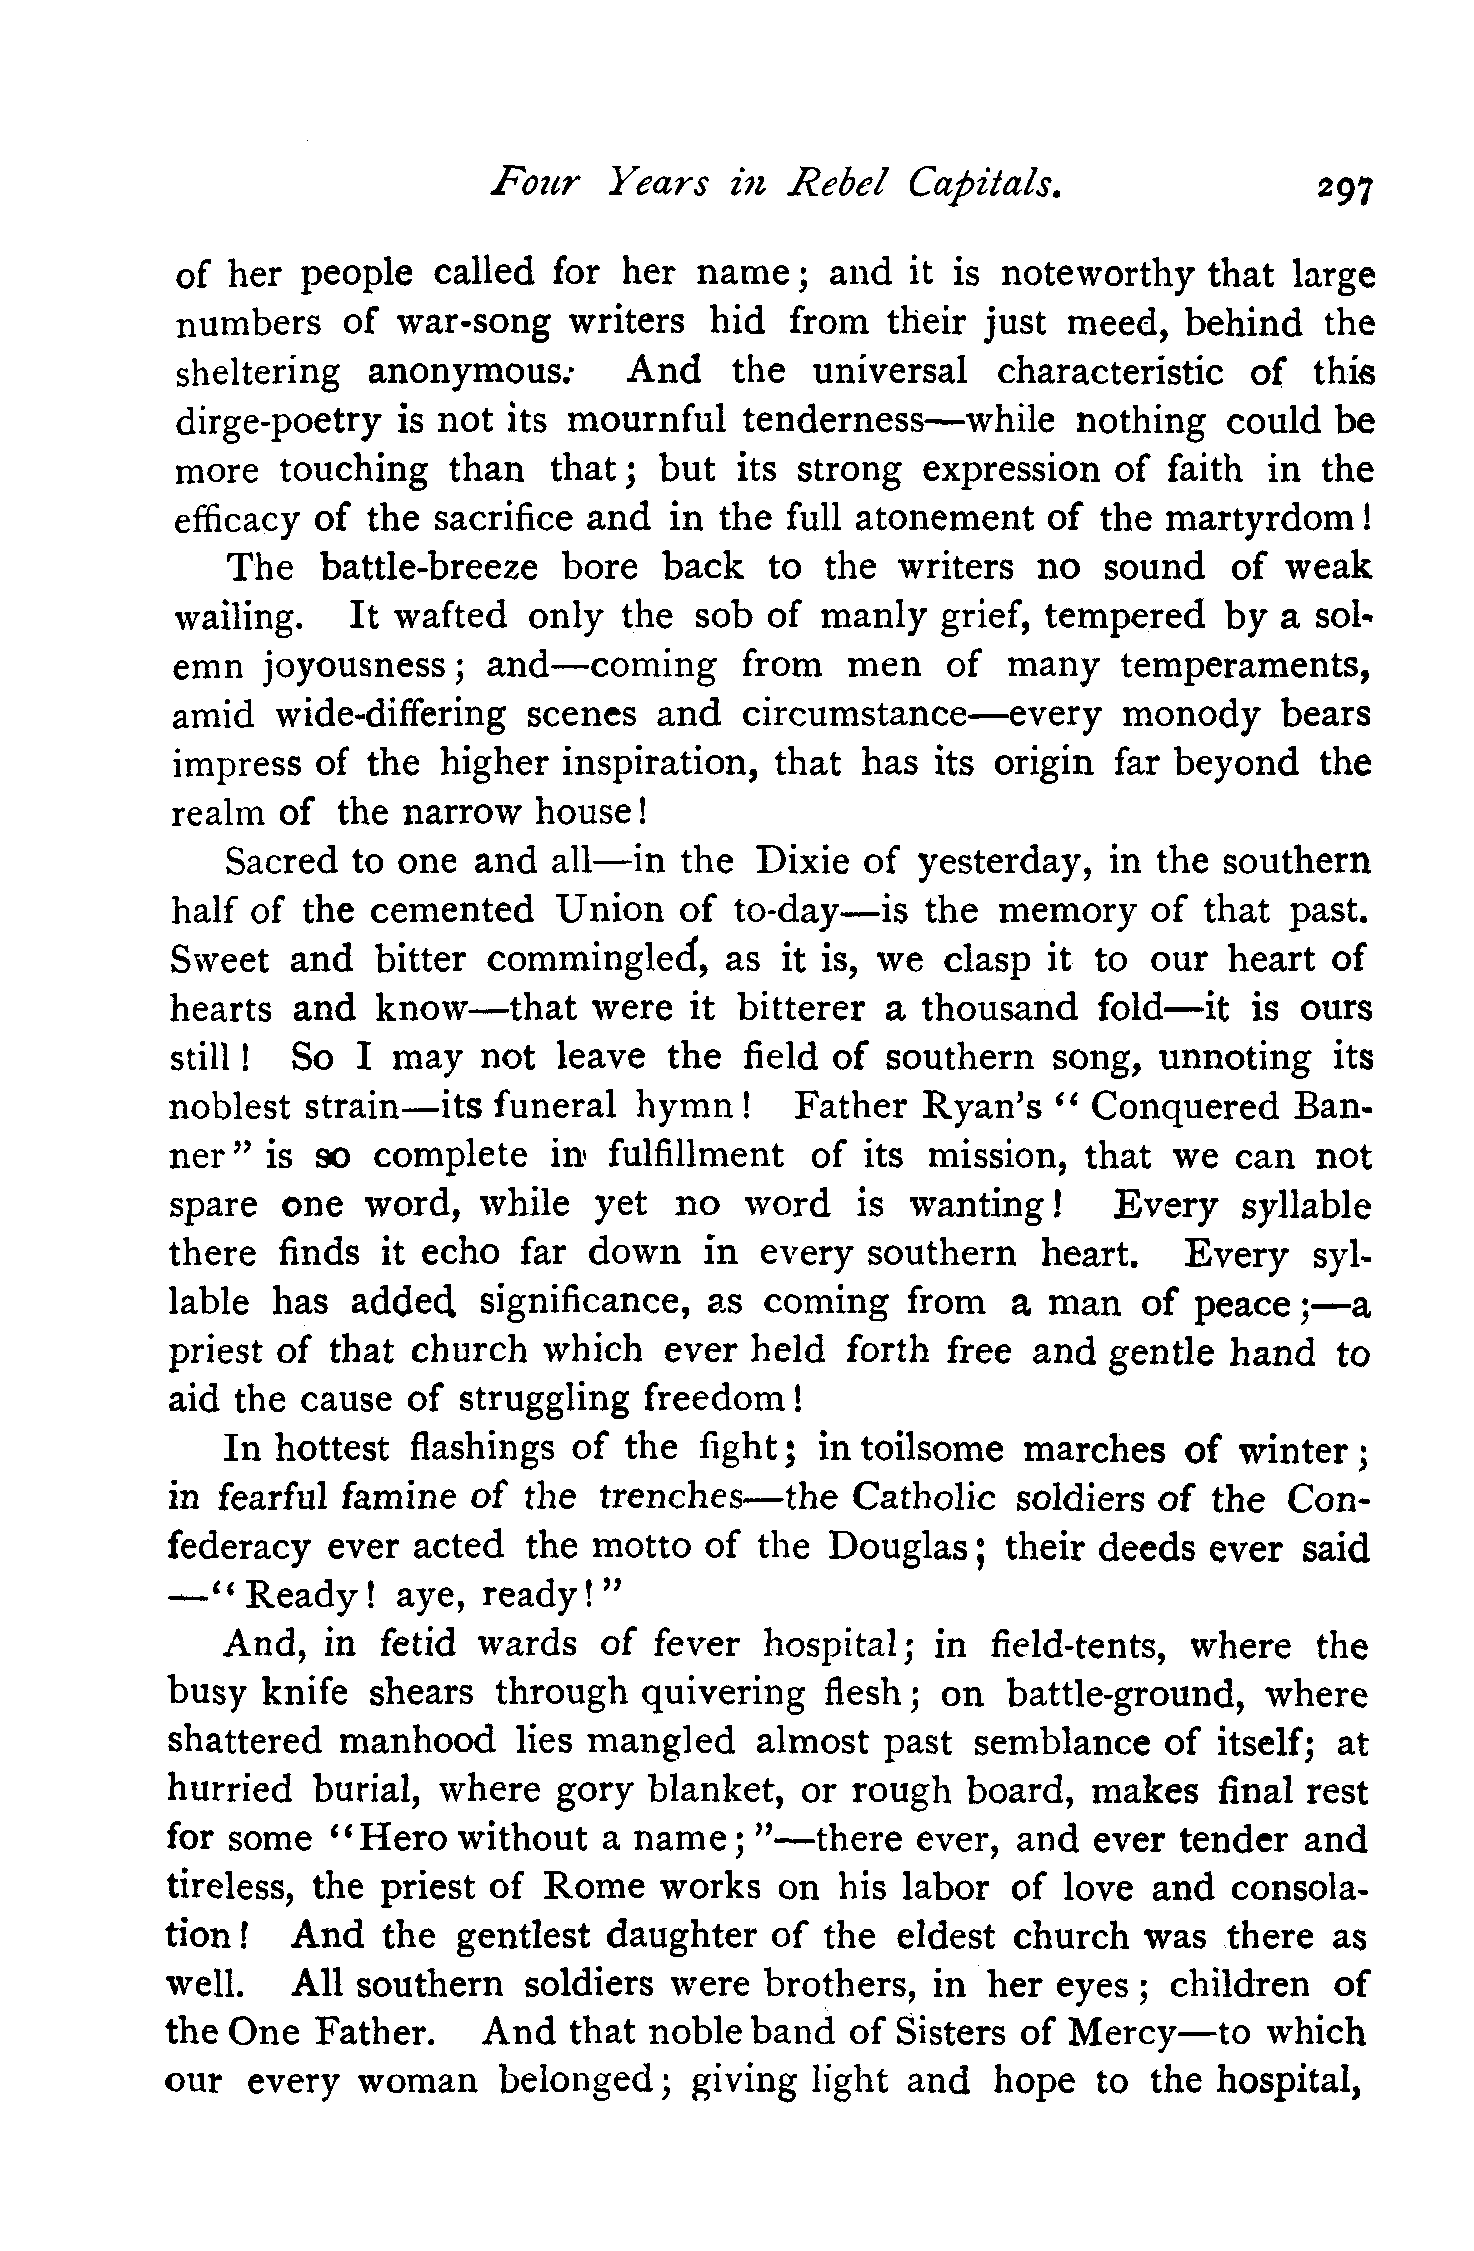 Four Years in Rebel Capitals. 297
of her people called for her name; and it is noteworthy that large
numbers of war-song writers hid from their just meed, behind the
sheltering anonymous. And the universal characteristic of this
dirge-poetry is not its mournful tenderness—while nothing could be
more touching than that; but its strong expression of faith in the
efficacy of the sacrifice and in the full atonement of the martyrdom!
The battle-breeze bore back to the writers no sound of weak
wailing. It wafted only the sob of manly grief, tempered by a sol-
emn joyousness; and—coming from men of many temperaments,
amid wide-differing scenes and circumstance—every monody bears
impress of the higher inspiration, that has its origin far beyond the
realm of the narrow house!
Sacred to one and all—in the Dixie of yesterday, in the southern
half of the cemented Union of to-day—is the memory of that past.
Sweet and bitter commingled, as it is, we clasp it to our heart of
hearts and know—that were it bitterer a thousand fold—it is ours
still! So I may not leave the field of southern song, unnoting its
noblest strain—its funeral hymn! Father Ryan's "Conquered Ban-
ner" is so complete in fulfillment of its mission, that we can not
spare one word, while yet no word is wanting! Every syllable
there finds it echo far down in every southern heart. Every syl-
lable has added significance, as coming from a man of peace;—a
priest of that church which ever held forth free and gentle hand to
aid the cause of struggling freedom!
In hottest flashings of the fight; in toilsome marches of winter;
in fearful famine of the trenches—the Catholic soldiers of the Con-
federacy ever acted the motto of the Douglas; their deeds ever said
—"Ready! aye, ready!"
And, in fetid wards of fever hospital; in field-tents, where the
busy knife shears through quivering flesh; on battle-ground, where
shattered manhood lies mangled almost past semblance of itself; at
hurried burial, where gory blanket, or rough board, makes final rest
for some "Hero without a name;"—there ever, and ever tender and
tireless, the priest of Rome works on his labor of love and consola-
tion! And the gentlest daughter of the eldest church was there as
well. All southern soldiers were brothers, in her eyes; children of
the One Father. And that noble band of Sisters of Mercy—to which
our every woman belonged; giving light and hope to the hospital,